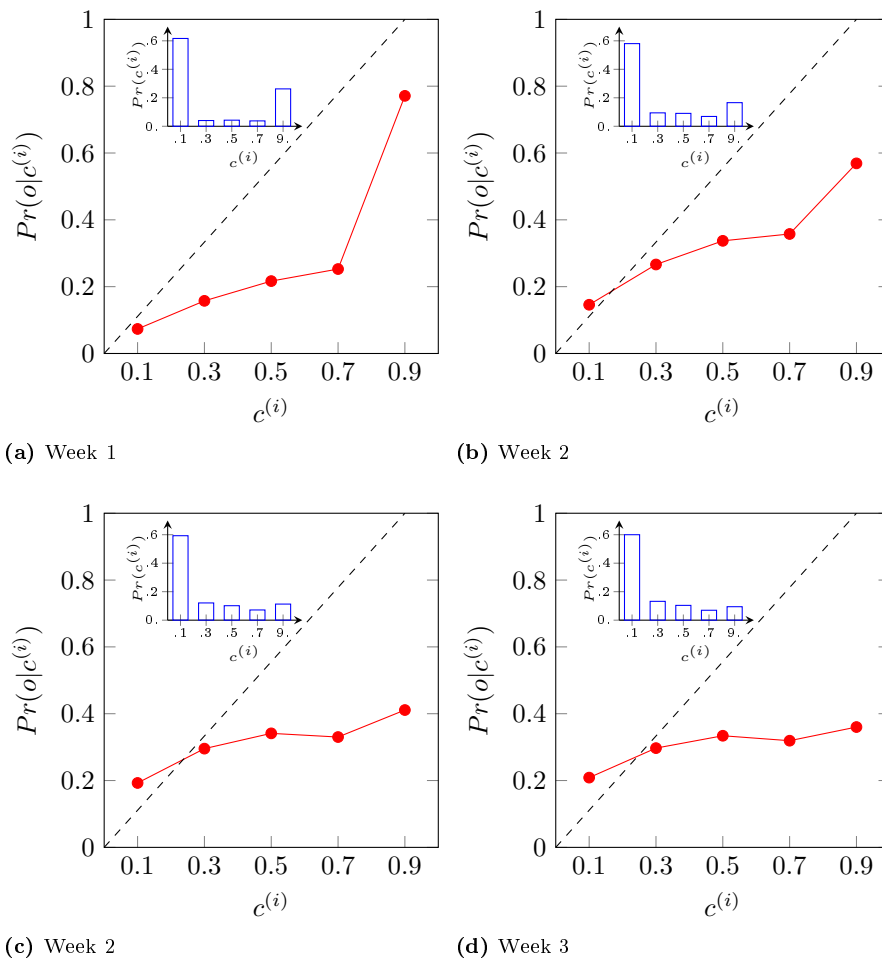 1
0.8
0.6
0.4
0.2
0
Pr(o|c^(i))
0.1 0.3 0.5 0.7 0.9
c^(i)
.6
.4
.2
0.
Pr(c^(i))
.1 .3 .5 .7 9.
c^(i)
(a) Week 1
1
0.8
0.6
0.4
0.2
0
Pr(o|c^(i))
0.1 0.3 0.5 0.7 0.9
c^(i)
.6
.4
.2
0.
Pr(c^(i))
.1 .3 .5 .7 9.
c^(i)
(b) Week 2
1
0.8
0.6
0.4
0.2
0
Pr(o|c^(i))
0.1 0.3 0.5 0.7 0.9
c^(i)
.6
.4
.2
0.
Pr(c^(i))
.1 .3 .5 .7 9.
c^(i)
(c) Week 2
1
0.8
0.6
0.4
0.2
0
Pr(o|c^(i))
0.1 0.3 0.5 0.7 0.9
c^(i)
.6
.4
.2
0.
Pr(c^(i))
.1 .3 .5 .7 9.
c^(i)
(d) Week 3